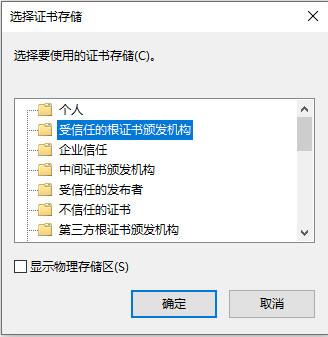 选择证书存储
选择要使用的证书存储(C)。
个人
受信任的根证书颁发机构
企业信任
中间证书颁发机构
受信任的发布者
不信任的证书
第三方根证书颁发机构
显示物理存储区(S)
确定
取消